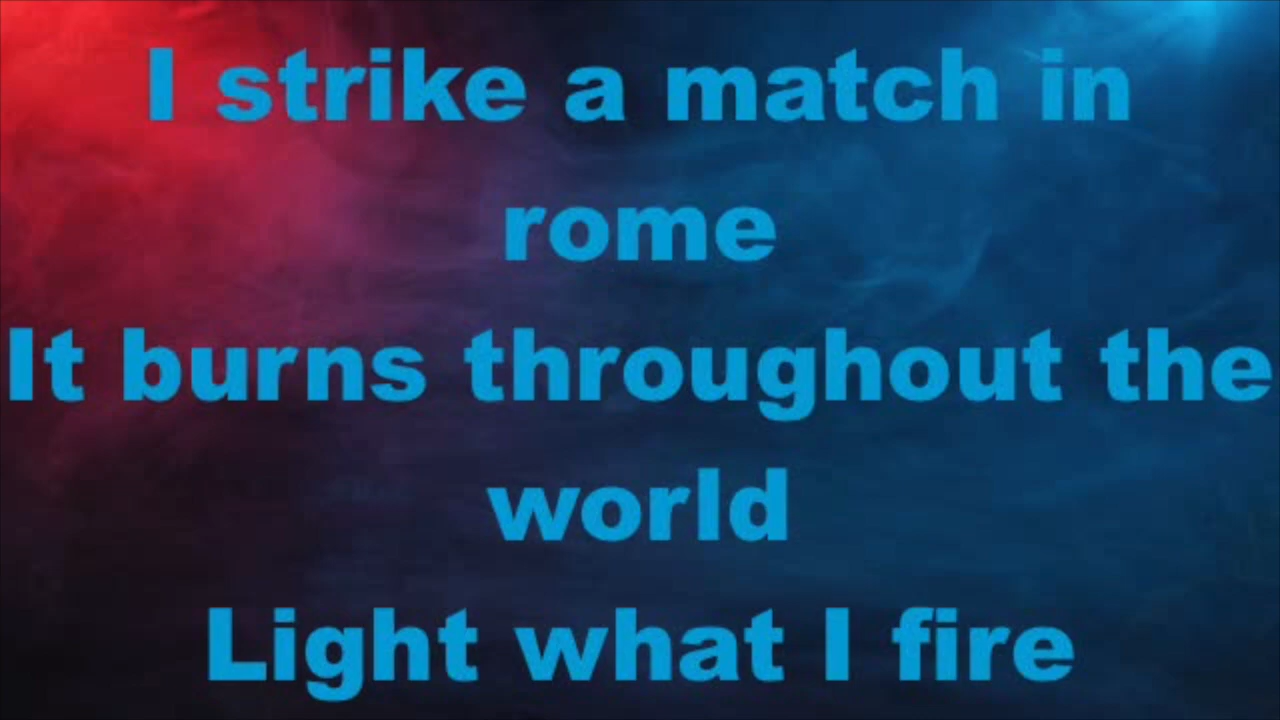 I strike a match in
rome
It burns throughout the
world
Light what I fire